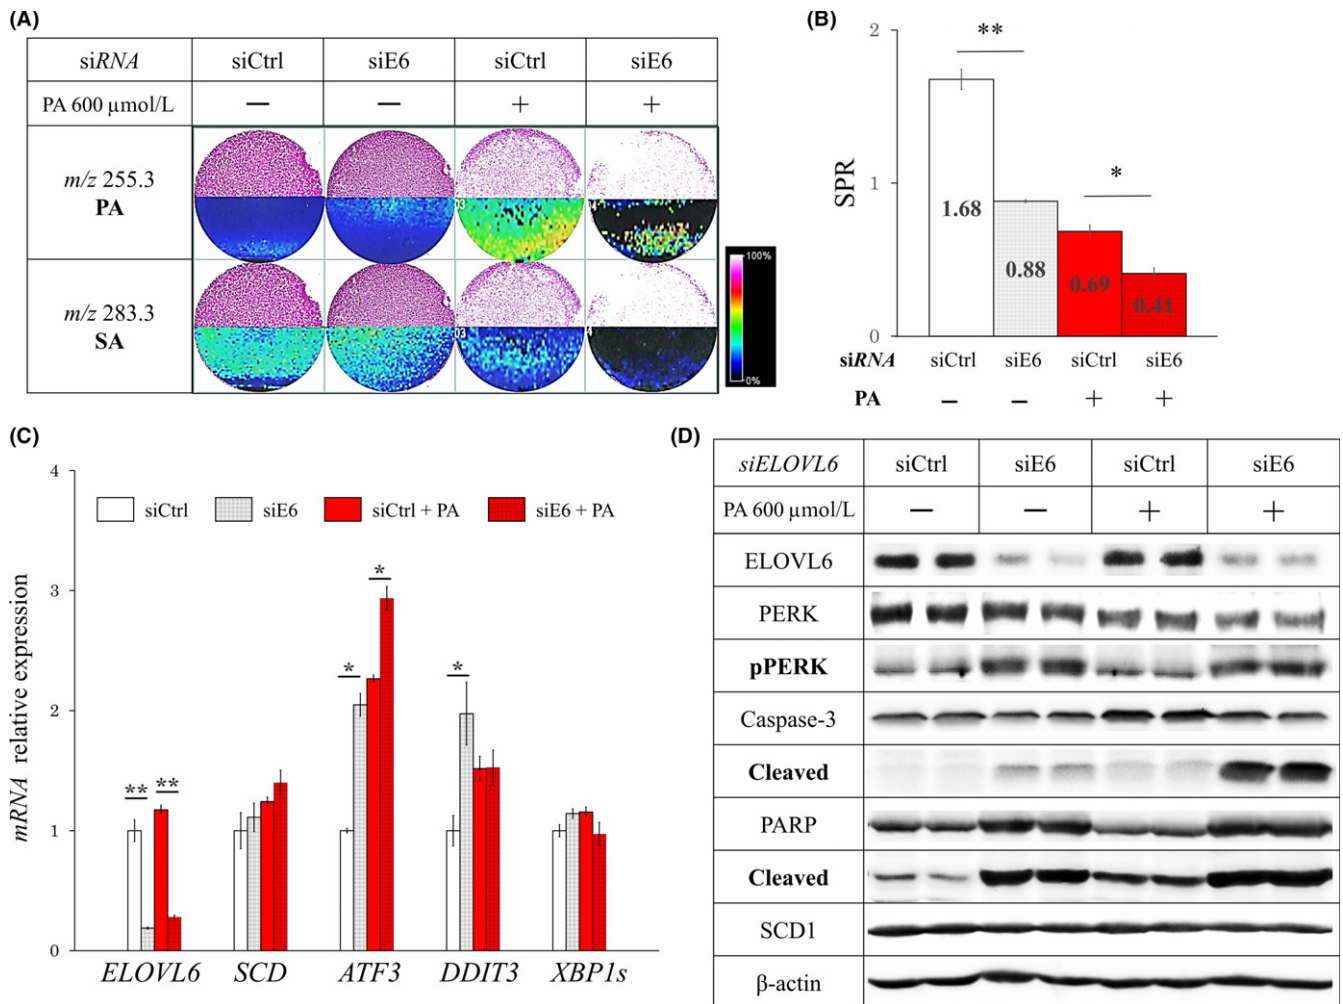 (A)
siRNA siCtrl siE6 siCtrl siE6
PA 600 µmol/L − − + +
m/z 255.3
PA
03
m/z 283.3
SA
03
100%
0%
(B)
2
**
*
1
SPR
1.68
0.88
0.69
0.41
0
siRNA siCtrl siE6 siCtrl siE6
PA − − + +
(C)
4
siCtrl siE6 siCtrl + PA siE6 + PA
3
2
1
0
mRNA relative expression
** ** * * *
ELOVL6 SCD ATF3 DDIT3 XBP1s
(D)
siELOVL6 siCtrl siE6 siCtrl siE6
PA 600 µmol/L − − + +
ELOVL6
PERK
pPERK
Caspase-3
Cleaved
PARP
Cleaved
SCD1
β-actin